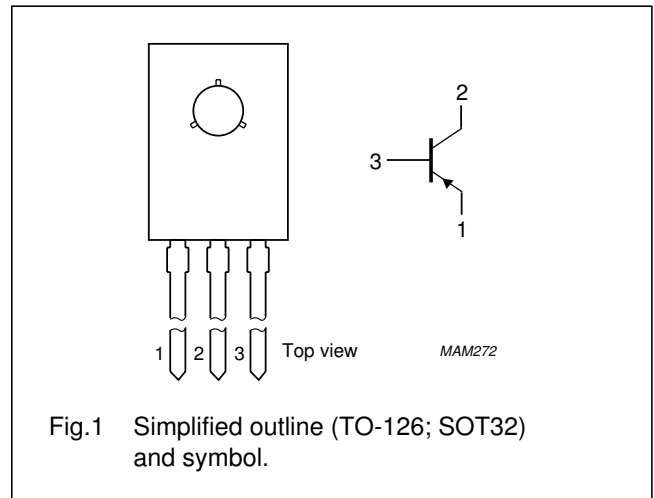 2
3
1
1 2 3 Top view MAM272
Fig.1 Simplified outline (TO-126; SOT32)
and symbol.